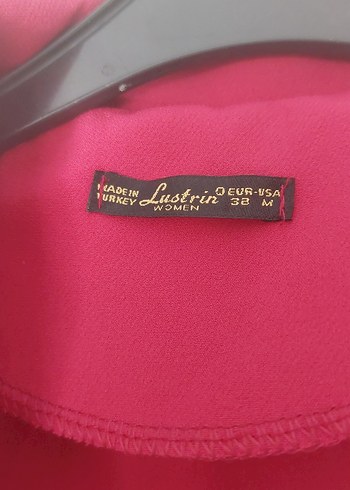 MADE IN
TURKEY
Lustrin
WOMEN
EUR-USA
38 M